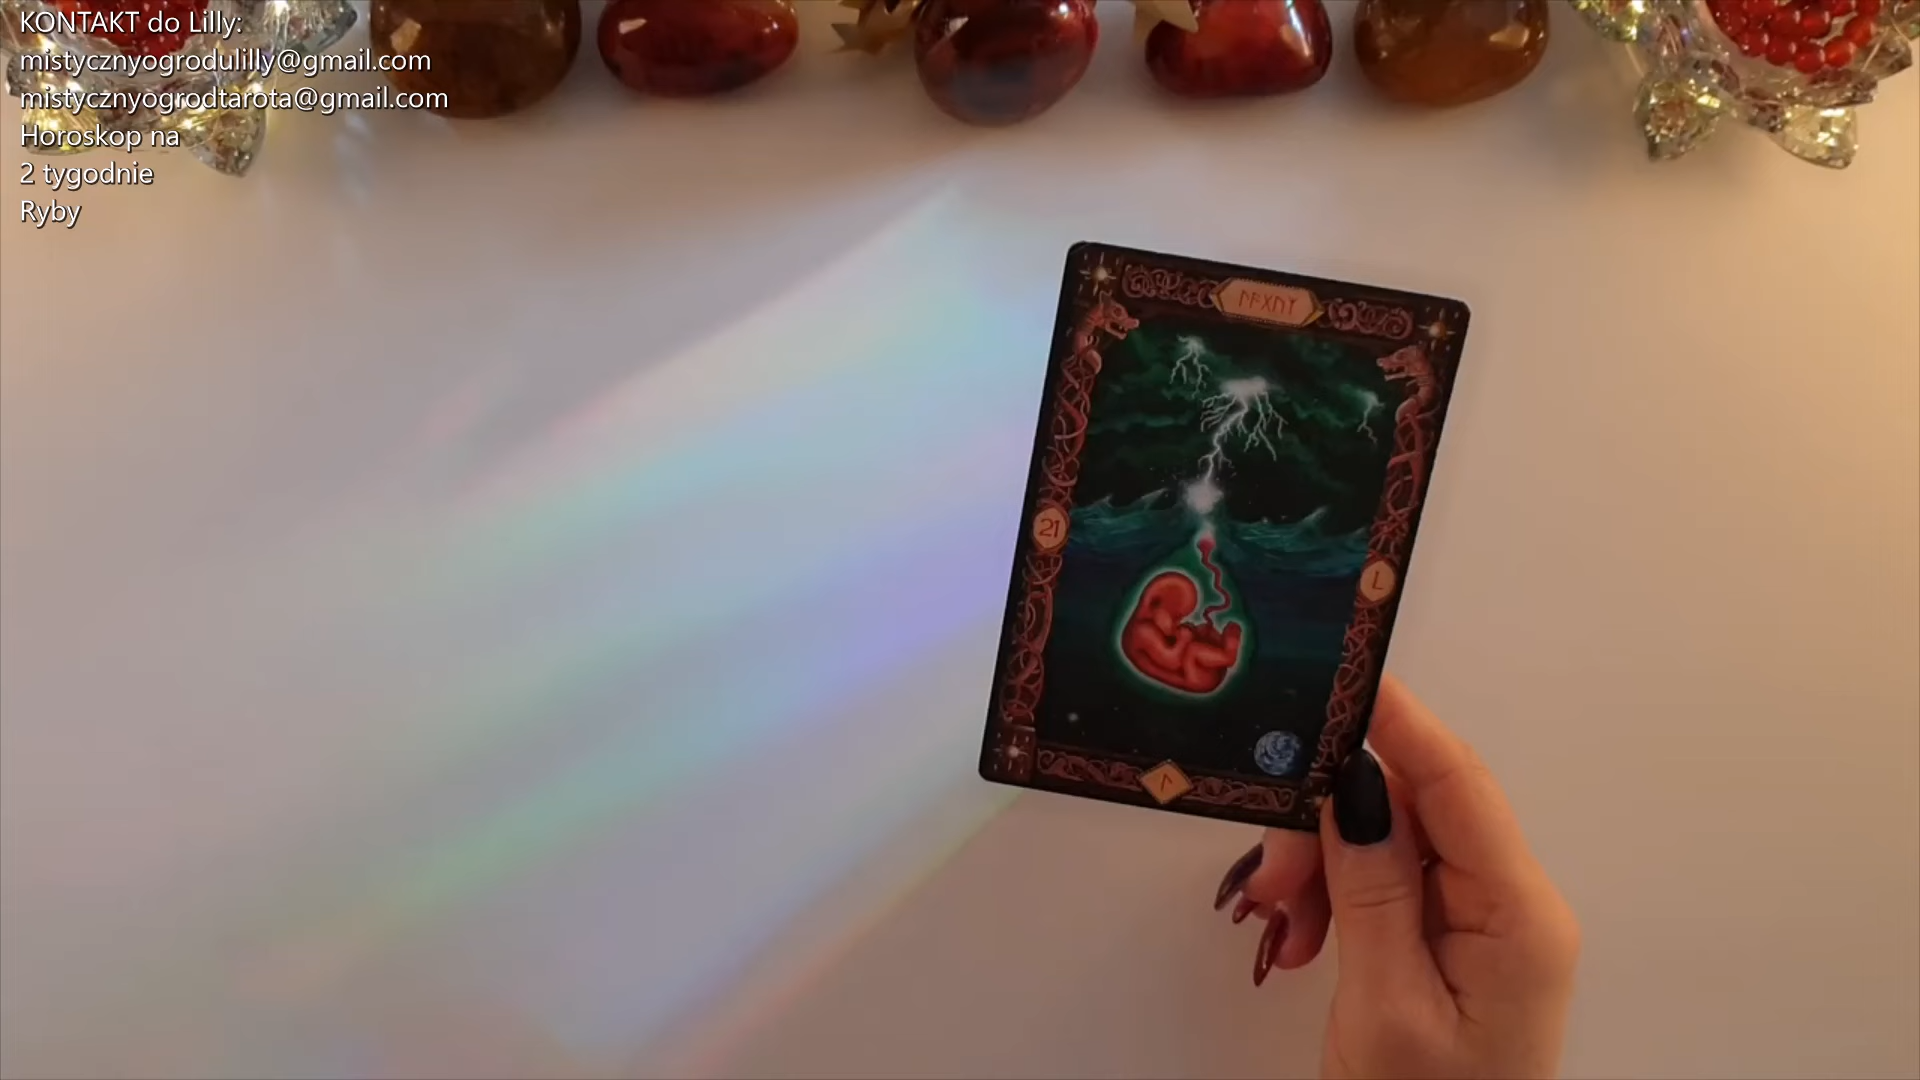 KONTAKT do Lilly:
mistycznyogrodulilly@gmail.com
mistycznyogrodtarota@gmail.com
Horoskop na
2 tygodnie
Ryby
21